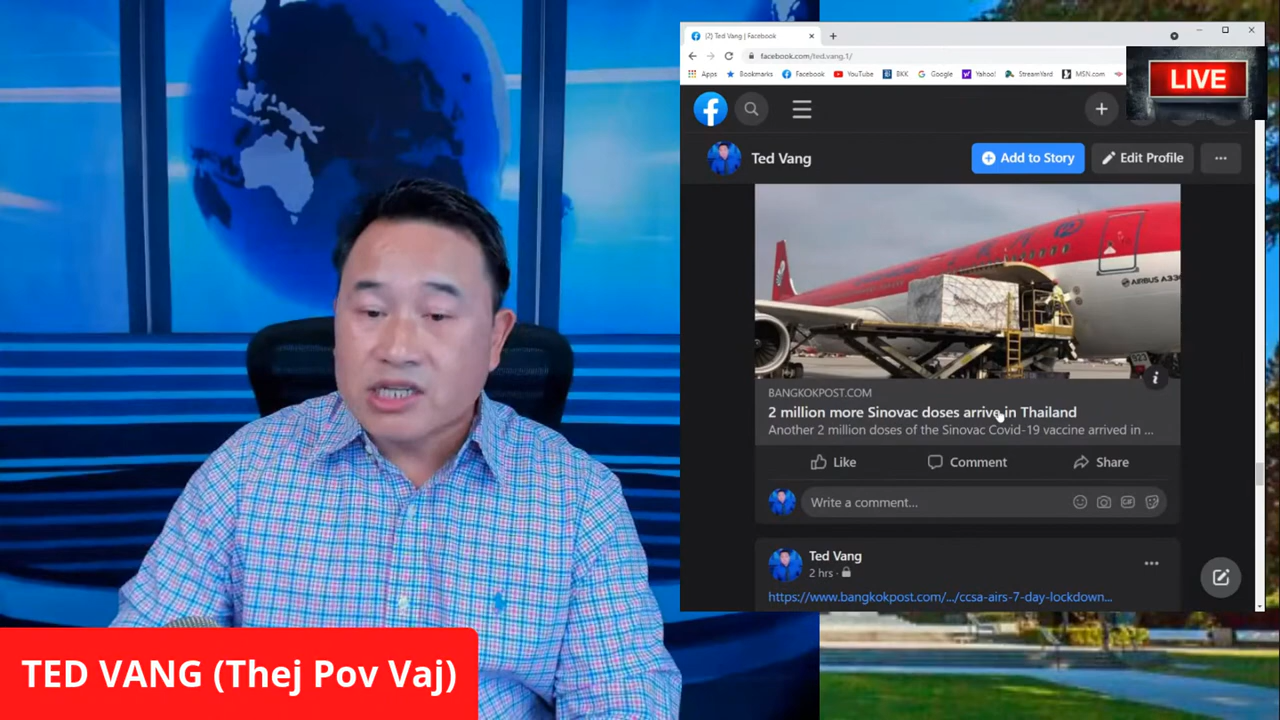 (2) Ted Vang | Facebook
facebook.com/ted.vang.1/
Apps
Bookmarks
Facebook
YouTube
BKK
Google
Yahoo!
StreamYard
MSN.com
LIVE
Ted Vang
Add to Story
Edit Profile
AIRBUS A33
BANGKOKPOST.COM
2 million more Sinovac doses arrive in Thailand
Another 2 million doses of the Sinovac Covid-19 vaccine arrived in ...
Like
Comment
Share
Write a comment...
GIF
Ted Vang
2 hrs ·
https://www.bangkokpost.com/.../ccsa-airs-7-day-lockdown...
TED VANG (Thej Pov Vaj)